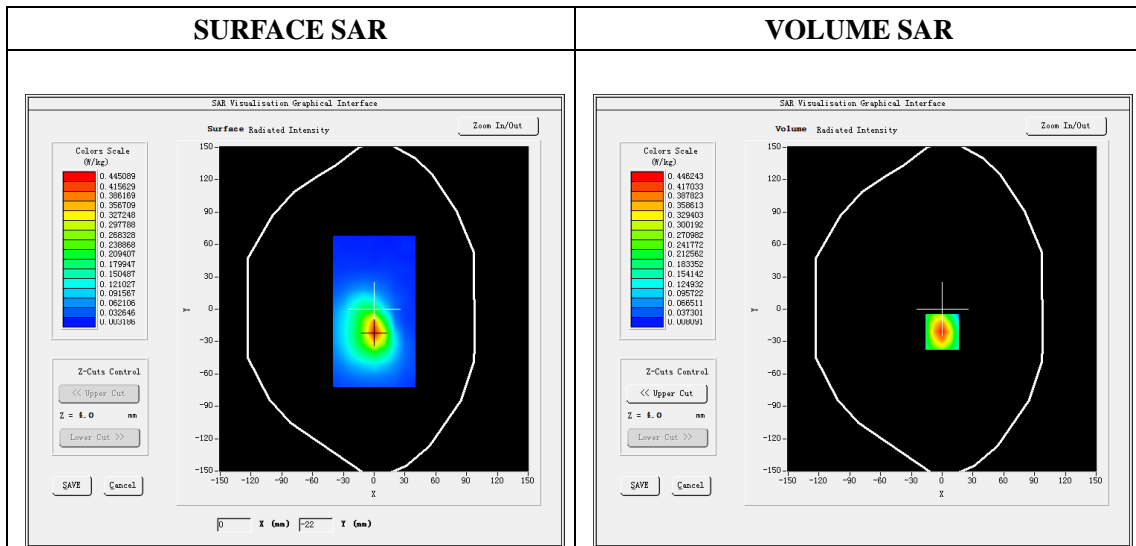 SURFACE SAR
VOLUME SAR
SAR Visualisation Graphical Interface
Surface Radiated Intensity
Zoom In/Out
Colors Scale
(W/kg)
0.445089
0.415629
0.386169
0.356709
0.327248
0.297788
0.268328
0.238868
0.209407
0.179947
0.150487
0.121027
0.091567
0.062106
0.032646
0.003186
150
120
90
60
30
0
-30
-60
-90
-120
-150
Y
-150 -120 -90 -60 -30 0 30 60 90 120 150
X
Z-Cuts Control
<< Upper Cut
Z = 4.0 mm
Lower Cut >>
SAVE Cancel
0 X (mm) -22 Y (mm)
SAR Visualisation Graphical Interface
Volume Radiated Intensity
Zoom In/Out
Colors Scale
(W/kg)
0.446243
0.417033
0.387823
0.358613
0.329403
0.300192
0.270982
0.241772
0.212562
0.183352
0.154142
0.124932
0.095722
0.066511
0.037301
0.008091
150
120
90
60
30
0
-30
-60
-90
-120
-150
Y
-150 -120 -90 -60 -30 0 30 60 90 120 150
X
Z-Cuts Control
<< Upper Cut
Z = 4.0 mm
Lower Cut >>
SAVE Cancel